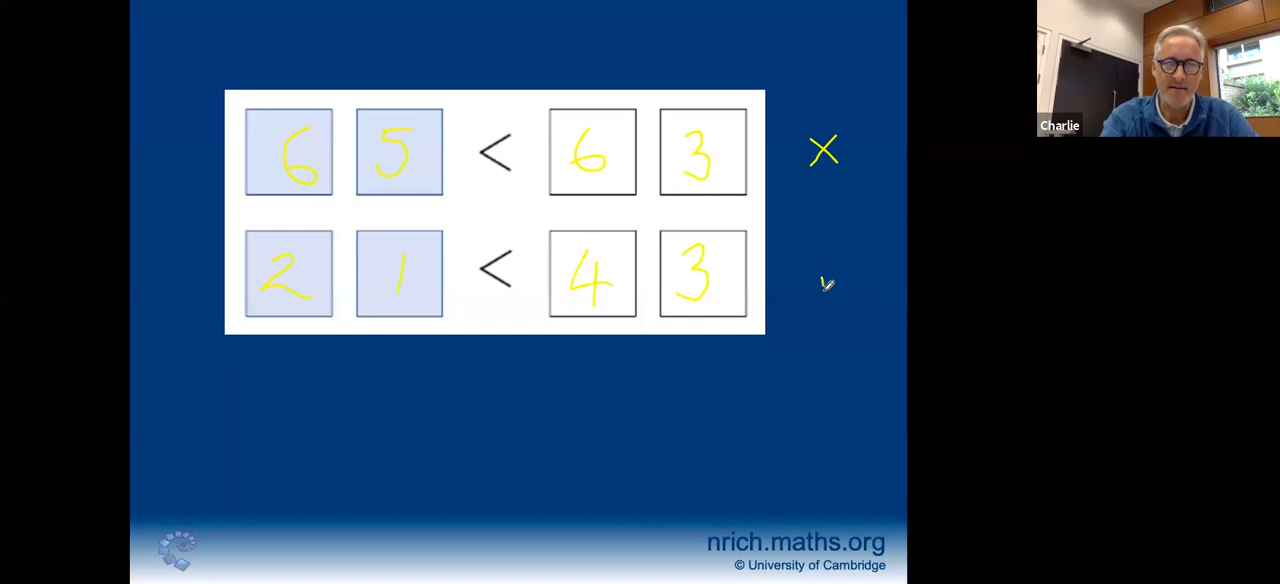 6 5 < 6 3 ×
2 1 < 4 3
Charlie
nrich.maths.org
© University of Cambridge